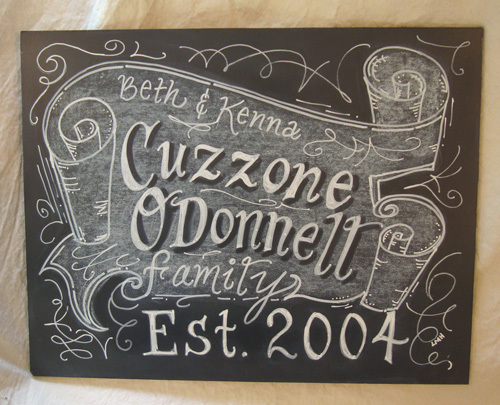 Beth & Kenna
Cuzzone
O'Donnell
family
Est. 2004